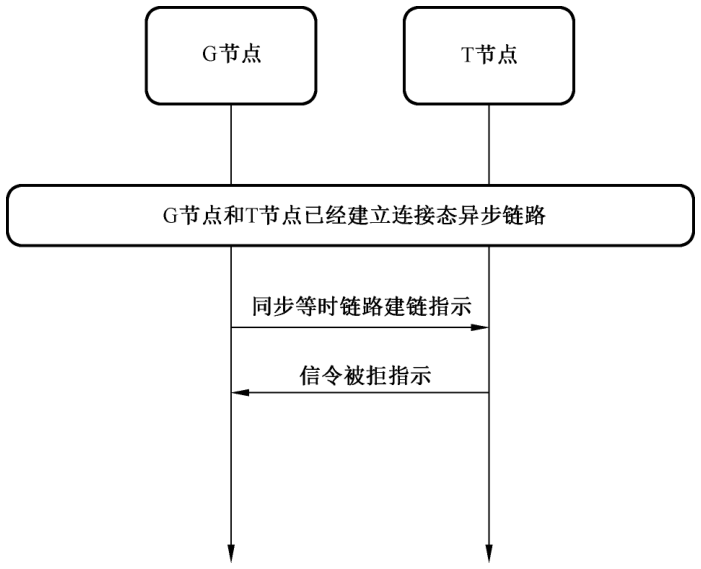 G节点
T节点
G节点和T节点已经建立连接态异步链路
同步等时链路建链指示
信令被拒指示